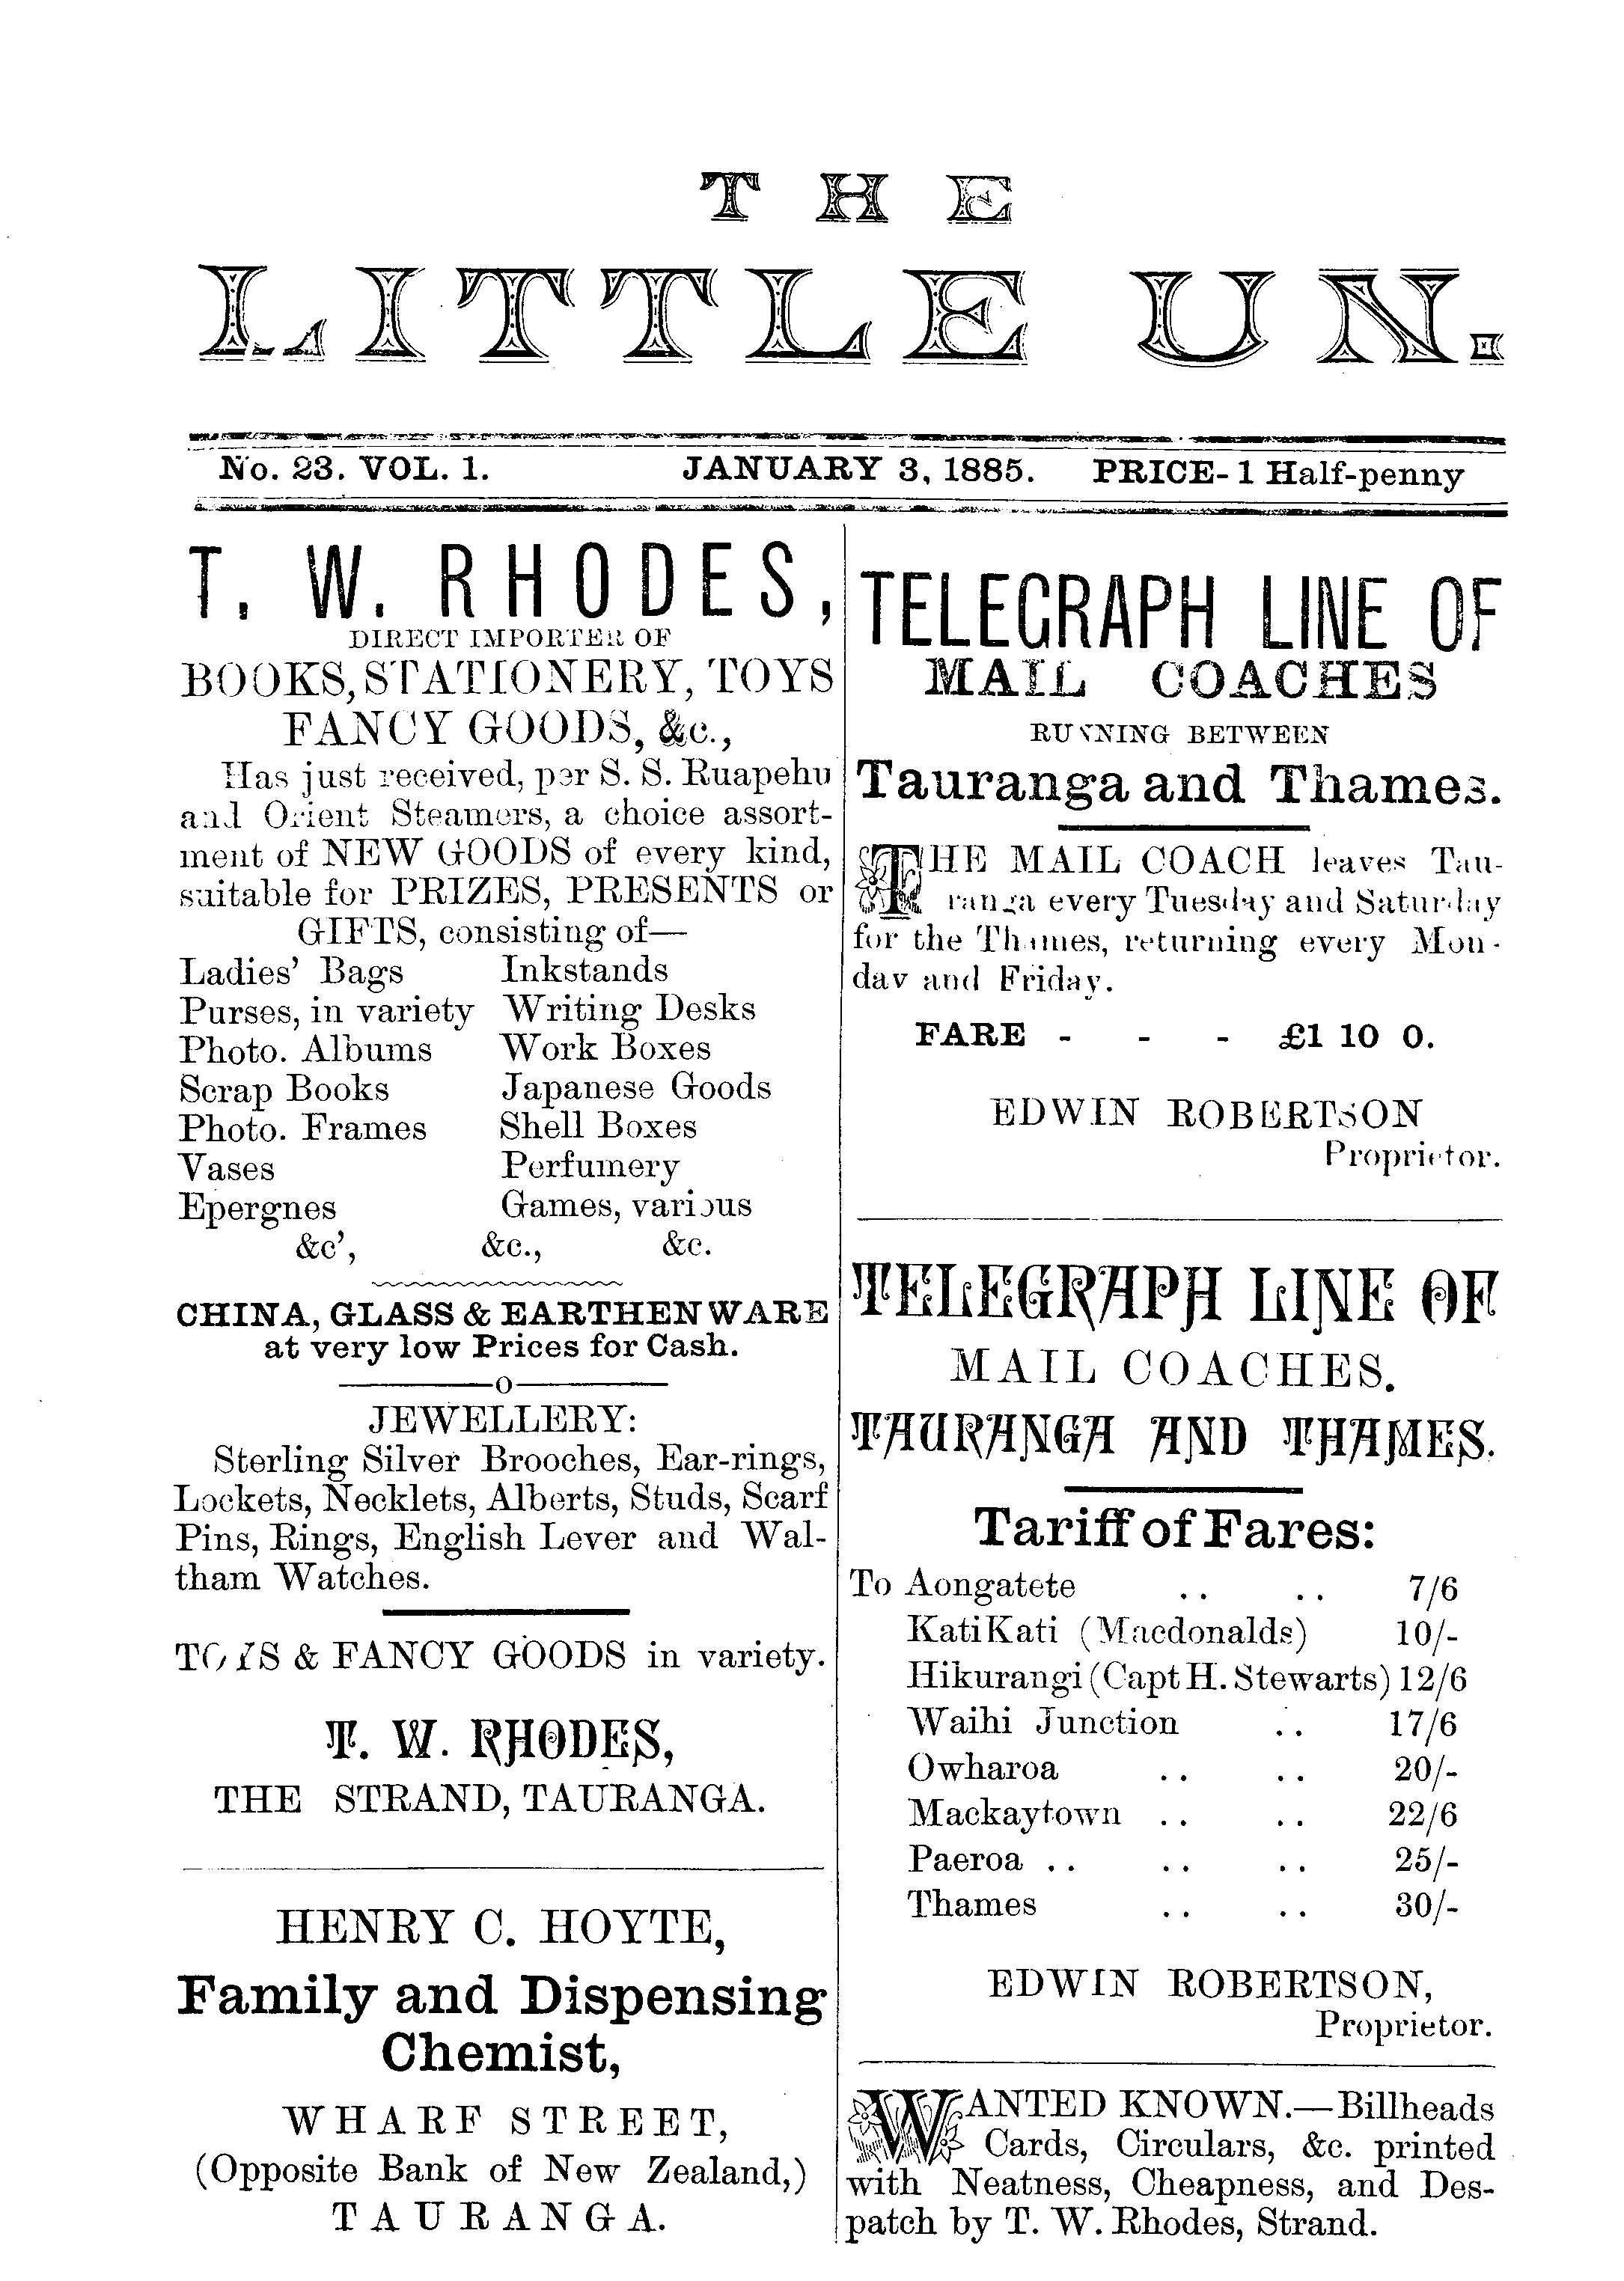 THE
LITTLE UN.
No. 23. VOL. 1. JANUARY 3, 1885. PRICE- 1 Half-penny
T. W. RHODES,
DIRECT IMPORTER OF
BOOKS, STATIONERY, TOYS
FANCY GOODS, &c.,
Has just received, per S. S. Ruapehu
and Orient Steamers, a choice assort-
ment of NEW GOODS of every kind,
suitable for PRIZES, PRESENTS or
GIFTS, consisting of—
Ladies' Bags Inkstands
Purses, in variety Writing Desks
Photo. Albums Work Boxes
Scrap Books Japanese Goods
Photo. Frames Shell Boxes
Vases Perfumery
Epergnes Games, various
&c', &c., &c.
CHINA, GLASS & EARTHENWARE
at very low Prices for Cash.
o
JEWELLERY:
Sterling Silver Brooches, Ear-rings,
Lockets, Necklets, Alberts, Studs, Scarf
Pins, Rings, English Lever and Wal-
tham Watches.
TOYS & FANCY GOODS in variety.
T. W. RHODES,
THE STRAND, TAURANGA.
HENRY C. HOYTE,
Family and Dispensing
Chemist,
WHARF STREET,
(Opposite Bank of New Zealand,)
TAURANGA.
TELEGRAPH LINE OF
MAIL COACHES
RUNNING BETWEEN
Tauranga and Thames.
THE MAIL COACH leaves Tau-
ranga every Tuesday and Saturday
for the Thames, returning every Mon-
day and Friday.
FARE - - - £1 10 0.
EDWIN ROBERTSON
Proprietor.
TELEGRAPH LINE OF
MAIL COACHES.
TAURANGA AND THAMES.
Tariff of Fares:
To Aongatete .. .. 7/6
KatiKati (Macdonalds) 10/-
Hikurangi (Capt H. Stewarts) 12/6
Waihi Junction .. 17/6
Owharoa .. .. 20/-
Mackaytown .. .. 22/6
Paeroa .. .. .. 25/-
Thames .. .. 30/-
EDWIN ROBERTSON,
Proprietor.
WANTED KNOWN.—Billheads
Cards, Circulars, &c. printed
with Neatness, Cheapness, and Des-
patch by T. W. Rhodes, Strand.